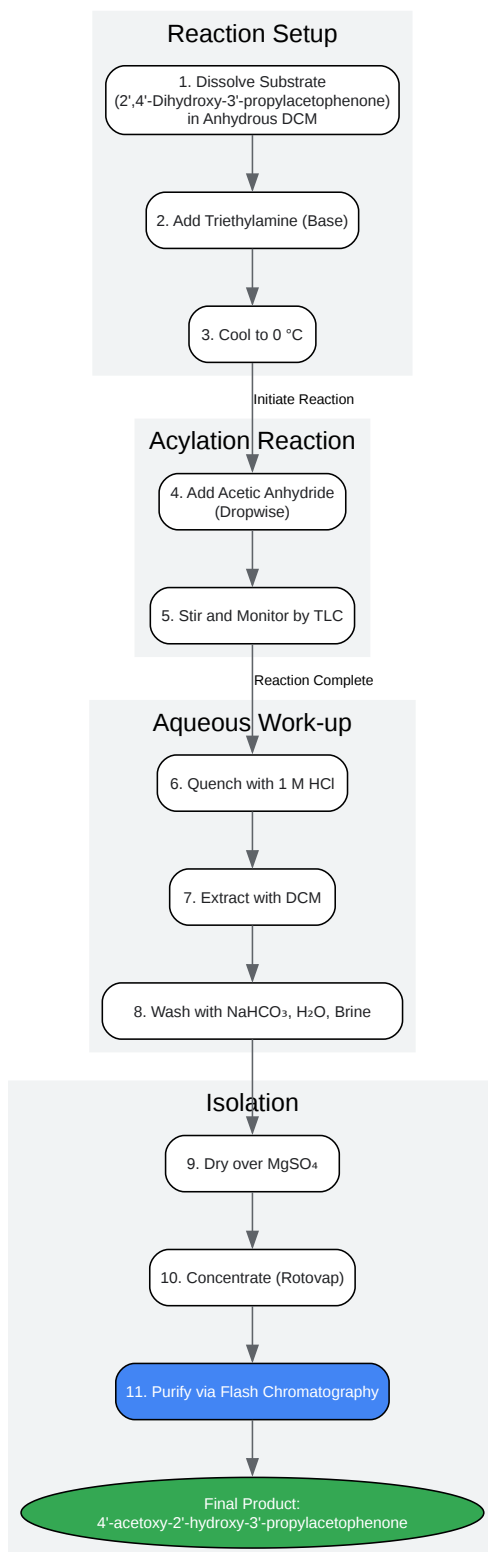 Reaction Setup
1. Dissolve Substrate
(2',4'-Dihydroxy-3'-propylacetophenone)
in Anhydrous DCM
2. Add Triethylamine (Base)
3. Cool to 0 °C
Initiate Reaction
Acylation Reaction
4. Add Acetic Anhydride
(Dropwise)
5. Stir and Monitor by TLC
Reaction Complete
Aqueous Work-up
6. Quench with 1 M HCl
7. Extract with DCM
8. Wash with NaHCO₃, H₂O, Brine
Isolation
9. Dry over MgSO₄
10. Concentrate (Rotovap)
11. Purify via Flash Chromatography
Final Product:
4'-acetoxy-2'-hydroxy-3'-propylacetophenone